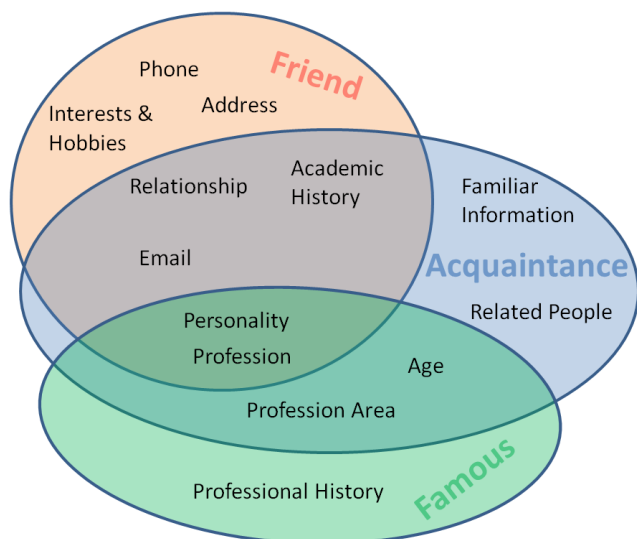 Friend
Phone
Address
Interests &
Hobbies
Relationship
Academic
History
Familiar
Information
Email
Acquaintance
Related People
Personality
Profession
Age
Profession Area
Famous
Professional History